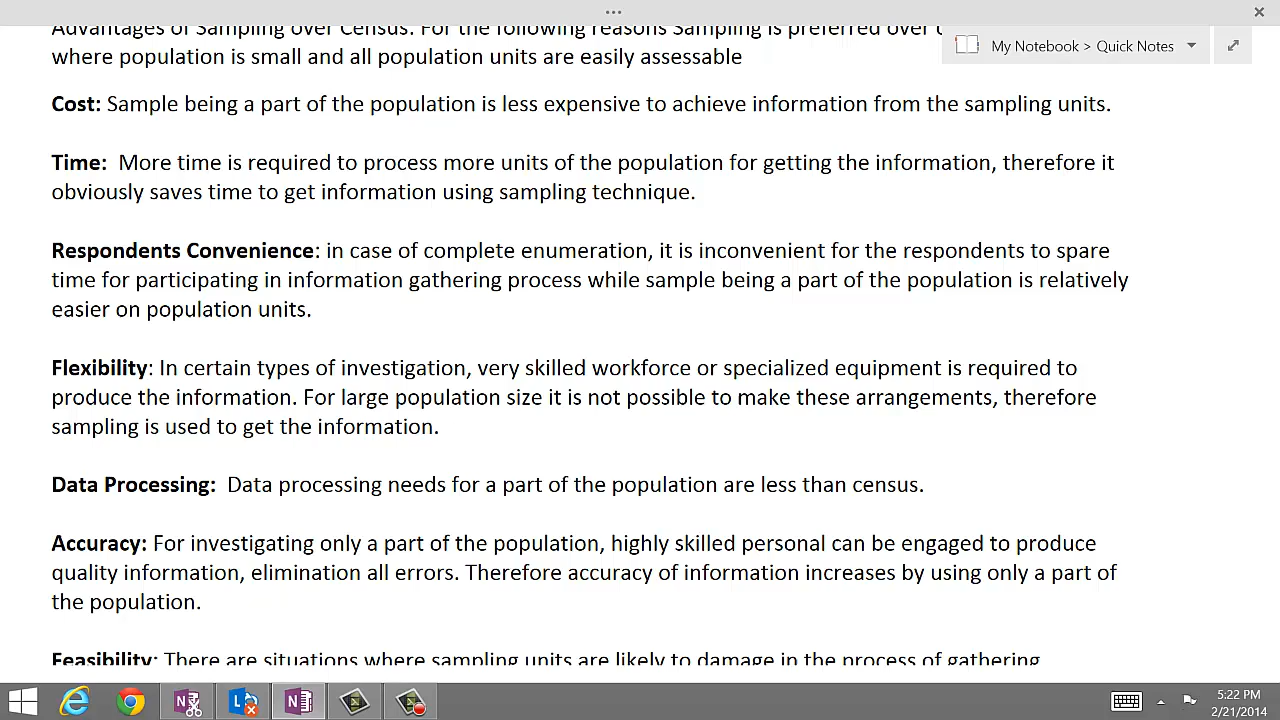 Advantages of Sampling over Census: For the following reasons Sampling is preferred over
where population is small and all population units are easily assessable
My Notebook > Quick Notes
Cost: Sample being a part of the population is less expensive to achieve information from the sampling units.
Time: More time is required to process more units of the population for getting the information, therefore it
obviously saves time to get information using sampling technique.
Respondents Convenience: in case of complete enumeration, it is inconvenient for the respondents to spare
time for participating in information gathering process while sample being a part of the population is relatively
easier on population units.
Flexibility: In certain types of investigation, very skilled workforce or specialized equipment is required to
produce the information. For large population size it is not possible to make these arrangements, therefore
sampling is used to get the information.
Data Processing: Data processing needs for a part of the population are less than census.
Accuracy: For investigating only a part of the population, highly skilled personal can be engaged to produce
quality information, elimination all errors. Therefore accuracy of information increases by using only a part of
the population.
Feasibility: There are situations where sampling units are likely to damage in the process of gathering
5:22 PM
2/21/2014